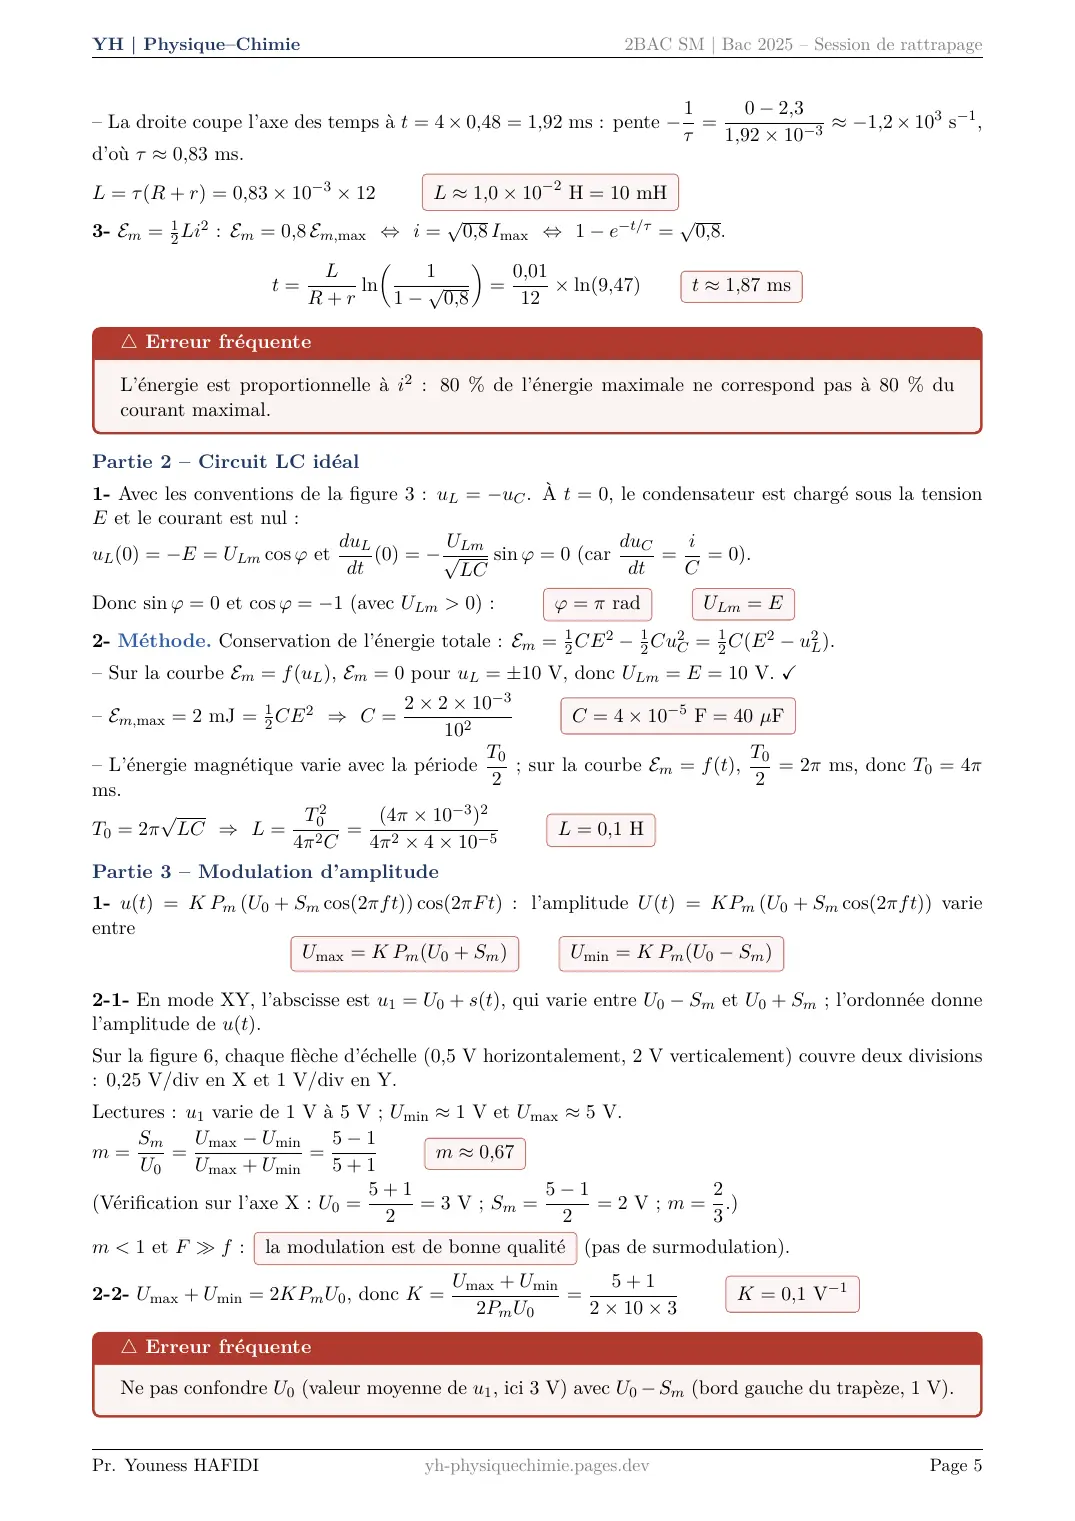 YH | Physique–Chimie 2BAC SM | Bac 2025 – Session de rattrapage
– La droite coupe l'axe des temps à t = 4 × 0,48 = 1,92 ms : pente −1/τ = (0 − 2,3)/(1,92 × 10⁻³) ≈ −1,2 × 10³ s⁻¹,
d'où τ ≈ 0,83 ms.
L = τ(R + r) = 0,83 × 10⁻³ × 12 L ≈ 1,0 × 10⁻² H = 10 mH
3- ℰm = ½Li² : ℰm = 0,8 ℰm,max ⇔ i = √0,8 Imax ⇔ 1 − e^(−t/τ) = √0,8.
t = L/(R + r) ln(1/(1 − √0,8)) = 0,01/12 × ln(9,47) t ≈ 1,87 ms
△ Erreur fréquente
L'énergie est proportionnelle à i² : 80 % de l'énergie maximale ne correspond pas à 80 % du
courant maximal.
Partie 2 – Circuit LC idéal
1- Avec les conventions de la figure 3 : uL = −uC. À t = 0, le condensateur est chargé sous la tension
E et le courant est nul :
uL(0) = −E = ULm cos φ et duL/dt(0) = −ULm/√LC sin φ = 0 (car duC/dt = i/C = 0).
Donc sin φ = 0 et cos φ = −1 (avec ULm > 0) : φ = π rad ULm = E
2- Méthode. Conservation de l'énergie totale : ℰm = ½CE² − ½CuC² = ½C(E² − uL²).
– Sur la courbe ℰm = f(uL), ℰm = 0 pour uL = ±10 V, donc ULm = E = 10 V. ✓
– ℰm,max = 2 mJ = ½CE² ⇒ C = (2 × 2 × 10⁻³)/10² C = 4 × 10⁻⁵ F = 40 μF
– L'énergie magnétique varie avec la période T₀/2 ; sur la courbe ℰm = f(t), T₀/2 = 2π ms, donc T₀ = 4π
ms.
T₀ = 2π√LC ⇒ L = T₀²/(4π²C) = (4π × 10⁻³)²/(4π² × 4 × 10⁻⁵) L = 0,1 H
Partie 3 – Modulation d'amplitude
1- u(t) = K Pm (U₀ + Sm cos(2πft)) cos(2πFt) : l'amplitude U(t) = KPm (U₀ + Sm cos(2πft)) varie
entre
Umax = K Pm(U₀ + Sm) Umin = K Pm(U₀ − Sm)
2-1- En mode XY, l'abscisse est u₁ = U₀ + s(t), qui varie entre U₀ − Sm et U₀ + Sm ; l'ordonnée donne
l'amplitude de u(t).
Sur la figure 6, chaque flèche d'échelle (0,5 V horizontalement, 2 V verticalement) couvre deux divisions
: 0,25 V/div en X et 1 V/div en Y.
Lectures : u₁ varie de 1 V à 5 V ; Umin ≈ 1 V et Umax ≈ 5 V.
m = Sm/U₀ = (Umax − Umin)/(Umax + Umin) = (5 − 1)/(5 + 1) m ≈ 0,67
(Vérification sur l'axe X : U₀ = (5 + 1)/2 = 3 V ; Sm = (5 − 1)/2 = 2 V ; m = 2/3.)
m < 1 et F ≫ f : la modulation est de bonne qualité (pas de surmodulation).
2-2- Umax + Umin = 2KPmU₀, donc K = (Umax + Umin)/(2PmU₀) = (5 + 1)/(2 × 10 × 3) K = 0,1 V⁻¹
△ Erreur fréquente
Ne pas confondre U₀ (valeur moyenne de u₁, ici 3 V) avec U₀ − Sm (bord gauche du trapèze, 1 V).
Pr. Youness HAFIDI yh-physiquechimie.pages.dev Page 5